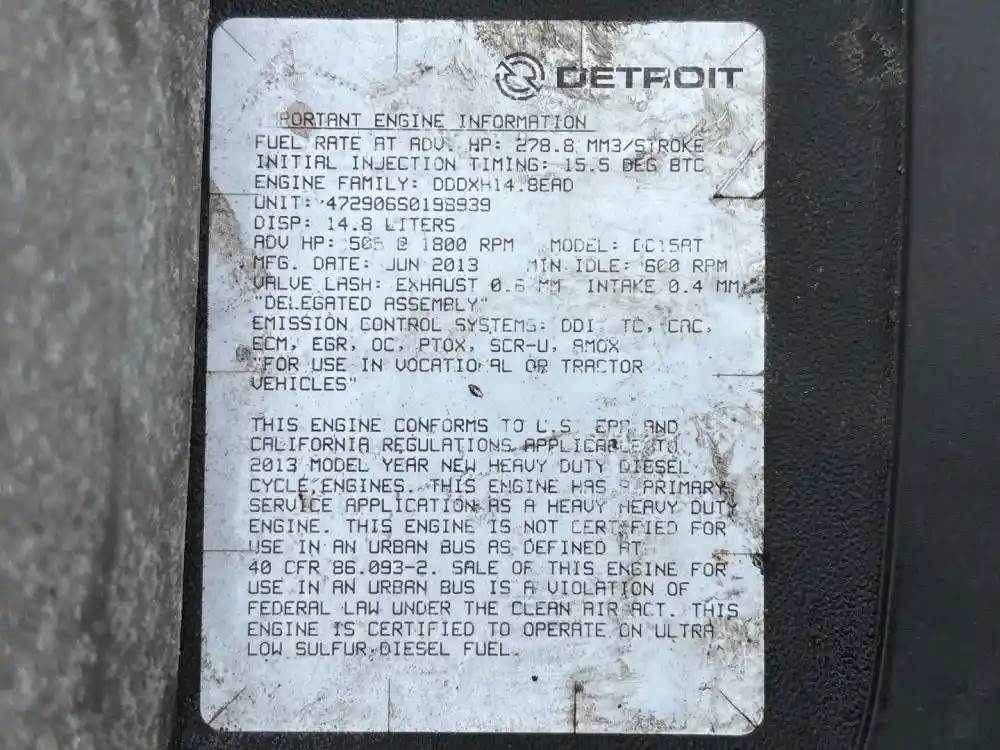 DETROIT
PORTANT ENGINE INFORMATION
FUEL RATE AT ADV. HP: 278.8 MM3/STROKE
INITIAL INJECTION TIMING: 15.5 DEG BTC
ENGINE FAMILY: DDDXH14.8EAD
UNIT: 472906S0198939
DISP: 14.8 LITERS
ADV HP: @ 1800 RPM MODEL:
MFG. DATE: JUN 2013 MIN IDLE: 600 RPM
VALVE LASH: EXHAUST MM INTAKE 0.4 MM
"DELEGATED ASSEMBLY"
EMISSION CONTROL SYSTEMS: DDI, TC, CAC,
ECM, EGR, OC, PTOX, SCR-U, AMOX
"FOR USE IN VOCATIONAL OR TRACTOR
VEHICLES"
THIS ENGINE CONFORMS TO U.S. EPA AND
CALIFORNIA REGULATIONS APPLICABLE TO
2013 MODEL YEAR NEW HEAVY DUTY DIESEL
CYCLE ENGINES. THIS ENGINE HAS A PRIMARY
SERVICE APPLICATION AS A HEAVY HEAVY DUTY
ENGINE. THIS ENGINE IS NOT CERTIFIED FOR
USE IN AN URBAN BUS AS DEFINED AT
40 CFR 86.093-2. SALE OF THIS ENGINE FOR
USE IN AN URBAN BUS IS A VIOLATION OF
FEDERAL LAW UNDER THE CLEAN AIR ACT. THIS
ENGINE IS CERTIFIED TO OPERATE ON ULTRA
LOW SULFUR DIESEL FUEL.